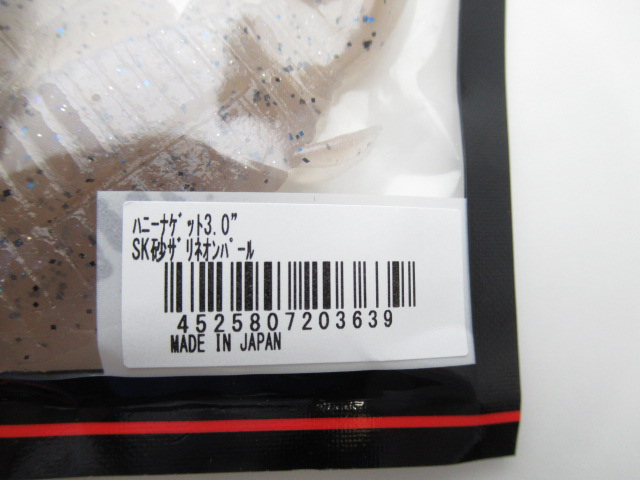 ﾊﾆｰﾅｹﾞｯﾄ3.0"
SK砂ｻﾞﾘﾈｵﾝﾊﾟｰﾙ
4525807203639
MADE IN JAPAN